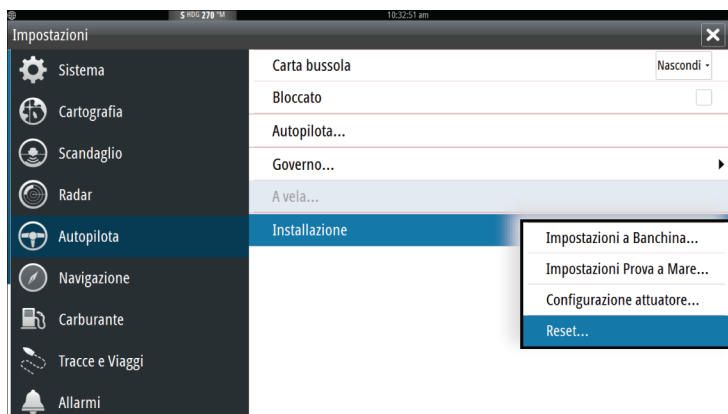 S HDG 270 °M 10:32:51 am
Impostazioni
Sistema
Cartografia
Scandaglio
Radar
Autopilota
Navigazione
Carburante
Tracce e Viaggi
Allarmi
Carta bussola Nascondi
Bloccato
Autopilota...
Governo...
A vela...
Installazione
Impostazioni a Banchina...
Impostazioni Prova a Mare...
Configurazione attuatore...
Reset...